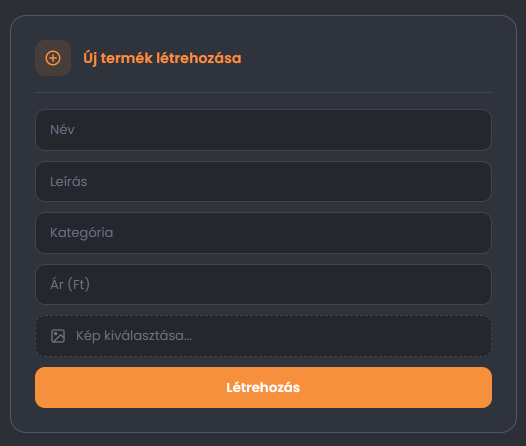 Új termék létrehozása
Név
Leírás
Kategória
Ár (Ft)
Kép kiválasztása...
Létrehozás